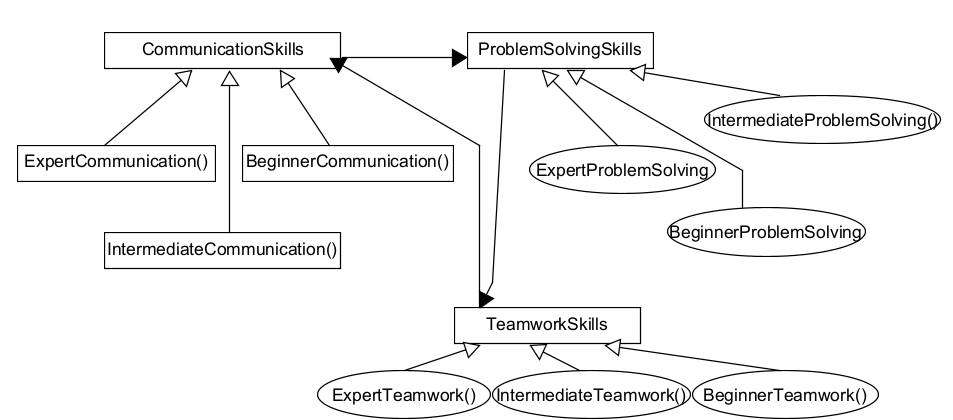 CommunicationSkills
ProblemSolvingSkills
IntermediateProblemSolving()
ExpertCommunication()
BeginnerCommunication()
ExpertProblemSolving
BeginnerProblemSolving
IntermediateCommunication()
TeamworkSkills
ExpertTeamwork()
IntermediateTeamwork()
BeginnerTeamwork()